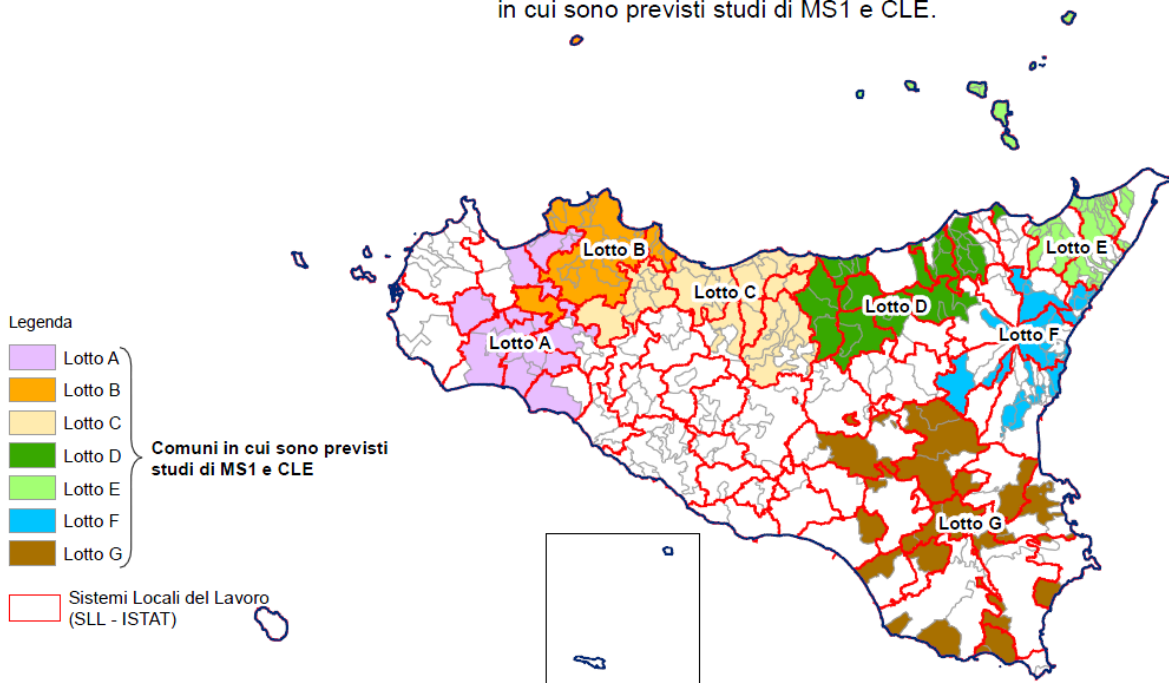 in cui sono previsti studi di MS1 e CLE.
Lotto B
Lotto E
Lotto C
Lotto D
Lotto F
Lotto A
Lotto G
Legenda
Lotto A
Lotto B
Lotto C
Lotto D
Lotto E
Lotto F
Lotto G
Comuni in cui sono previsti
studi di MS1 e CLE
Sistemi Locali del Lavoro
(SLL - ISTAT)